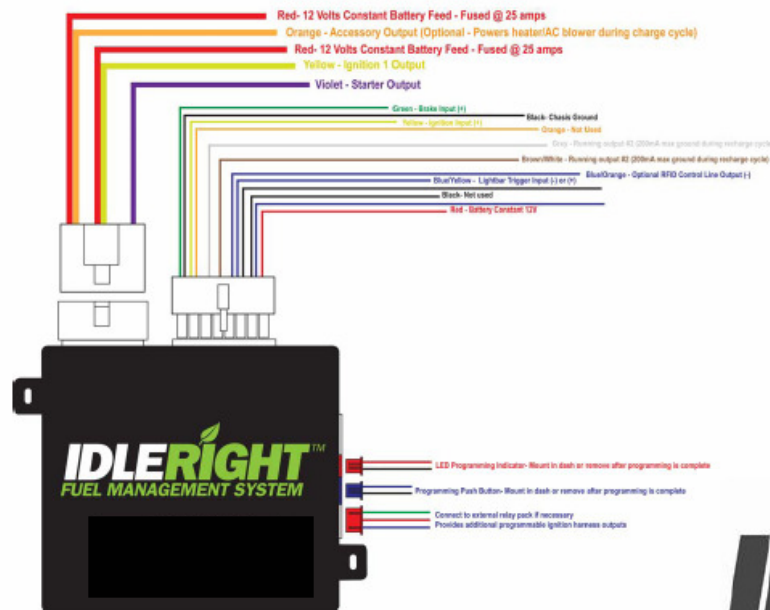 Red- 12 Volts Constant Battery Feed - Fused @ 25 amps
Orange - Accessory Output (Optional - Powers heater/AC blower during charge cycle)
Red- 12 Volts Constant Battery Feed - Fused @ 25 amps
Yellow - Ignition 1 Output
Violet - Starter Output
Green - Brake Input (+)
Black- Chasis Ground
Yellow - Ignition Input (+)
Orange - Not Used
Grey - Running output #2 (200mA max ground during recharge cycle
Brown/White - Running output #2 (200mA max ground during recharge cycle)
Blue/Orange - Optional RFID Control Line Output (-)
Blue/Yellow - Lightbar Trigger Input (-) or (+)
Black- Not used
Red - Battery Constant 12V
IDLERIGHT™
FUEL MANAGEMENT SYSTEM
LED Programming Indicator- Mount in dash or remove after programming is complete
Programming Push Button- Mount in dash or remove after programming is complete
Connect to external relay pack if necessary
Provides additional programmable ignition harness outputs